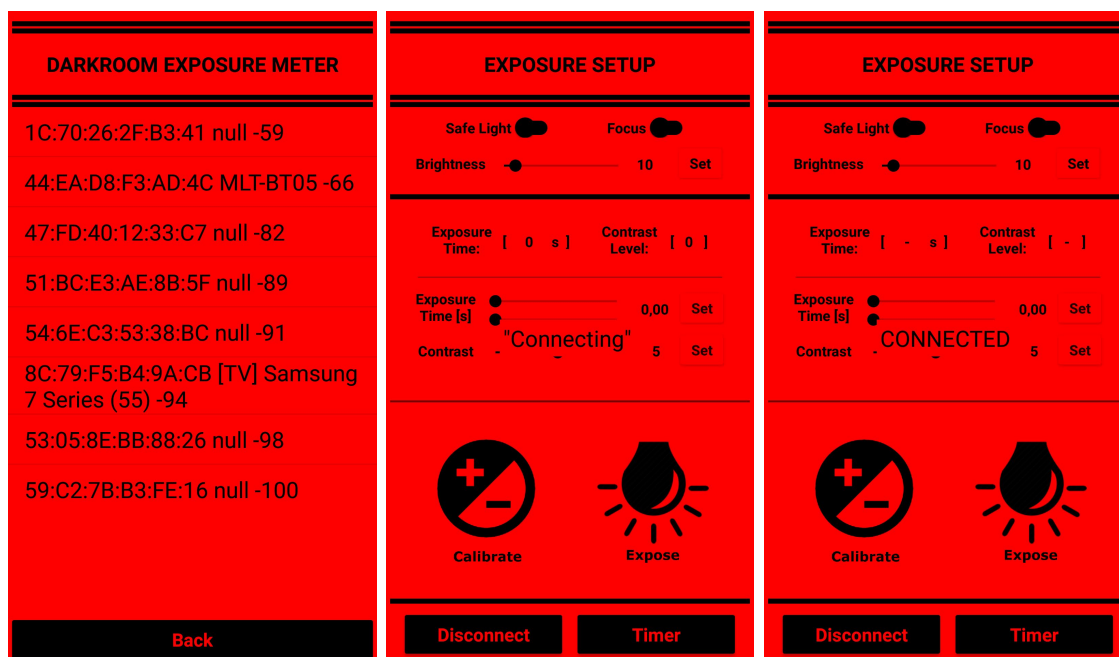 DARKROOM EXPOSURE METER
1C:70:26:2F:B3:41 null -59
44:EA:D8:F3:AD:4C MLT-BT05 -66
47:FD:40:12:33:C7 null -82
51:BC:E3:AE:8B:5F null -89
54:6E:C3:53:38:BC null -91
8C:79:F5:B4:9A:CB [TV] Samsung
7 Series (55) -94
53:05:8E:BB:88:26 null -98
59:C2:7B:B3:FE:16 null -100
Back
EXPOSURE SETUP
Safe Light Focus
Brightness 10 Set
Exposure Time: [ 0 s ] Contrast Level: [ 0 ]
Exposure Time [s] 0,00 Set
"Connecting"
Contrast - 5 Set
Calibrate Expose
Disconnect Timer
EXPOSURE SETUP
Safe Light Focus
Brightness 10 Set
Exposure Time: [ - s ] Contrast Level: [ - ]
Exposure Time [s] 0,00 Set
CONNECTED
Contrast - 5 Set
Calibrate Expose
Disconnect Timer